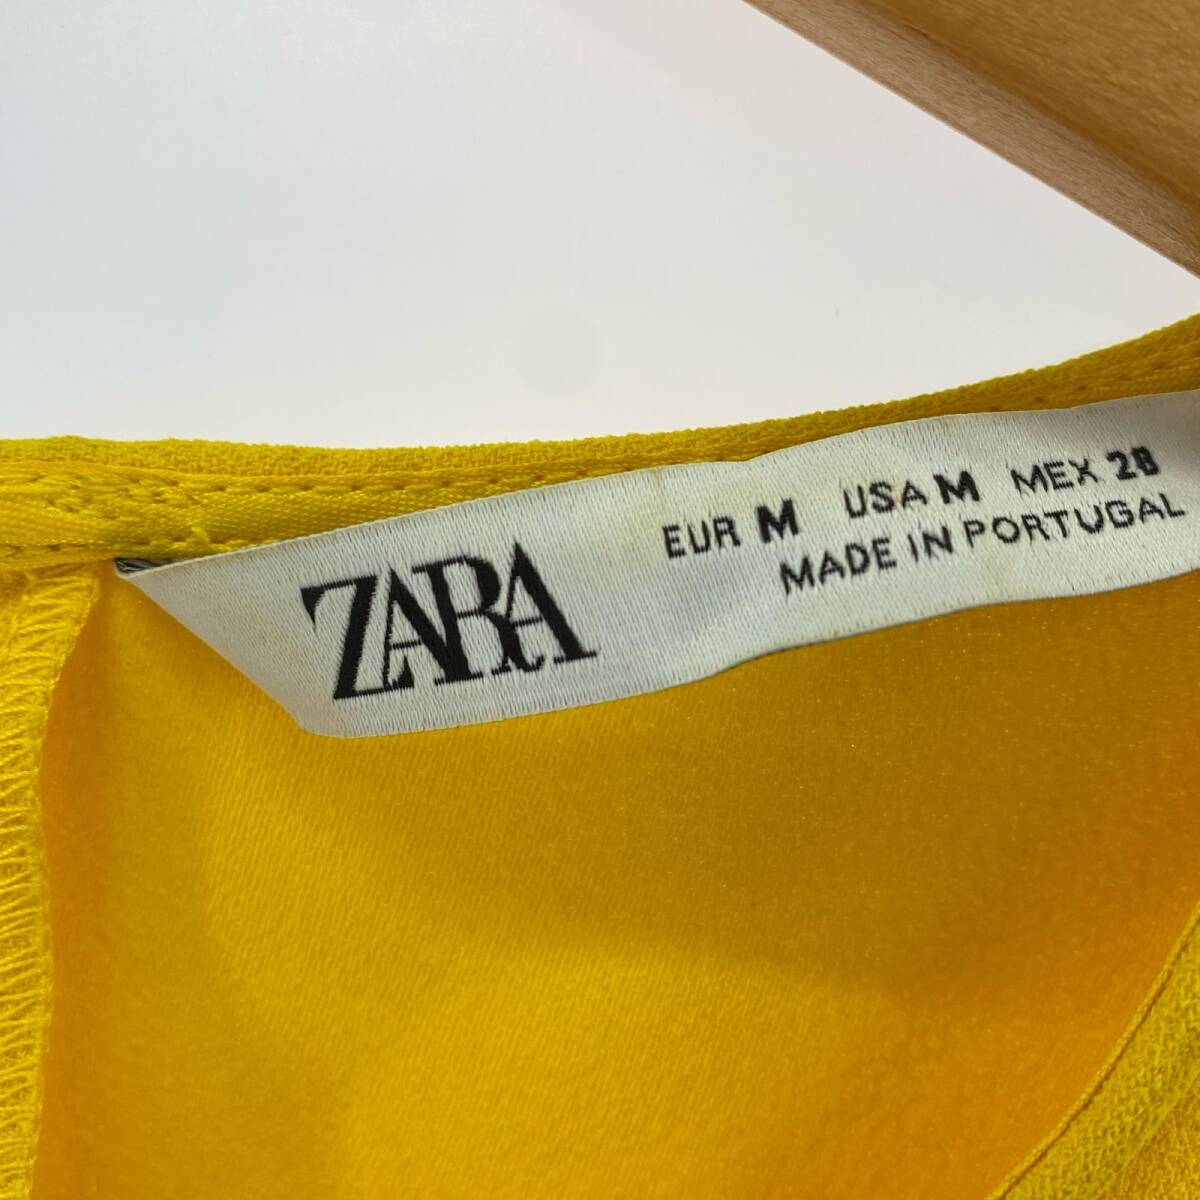 ZARA
EUR M USA M MEX 28
MADE IN PORTUGAL